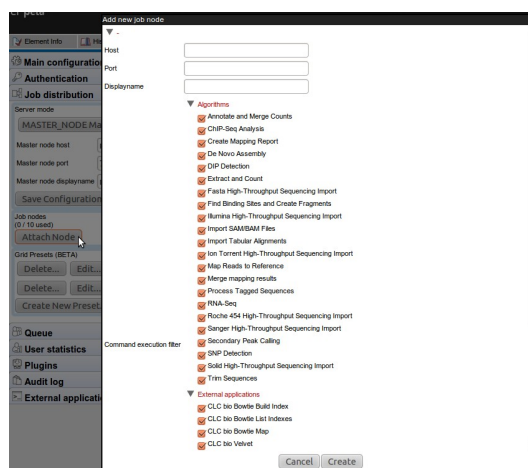 Add new job node
Element Info
Main configuration
Authentication
Job distribution
Server mode
MASTER_NODE
Master node host
Master node port
Master node displayname
Save Configuration
Job nodes
(0 / 10 used)
Attach Node
Grid Presets (BETA)
Delete... Edit...
Delete... Edit...
Create New Preset
Queue
User statistics
Plugins
Audit log
External
-
Host
Port
Displayname
Command execution filter
Algorithms
Annotate and Merge Counts
ChIP-Seq Analysis
Create Mapping Report
De Novo Assembly
DIP Detection
Extract and Count
Fasta High-Throughput Sequencing Import
Find Binding Sites and Create Fragments
Illumina High-Throughput Sequencing Import
Import SAM/BAM Files
Import Tabular Alignments
Ion Torrent High-Throughput Sequencing Import
Map Reads to Reference
Merge mapping results
Process Tagged Sequences
RNA-Seq
Roche 454 High-Throughput Sequencing Import
Sanger High-Throughput Sequencing Import
Secondary Peak Calling
SNP Detection
Solid High-Throughput Sequencing Import
Trim Sequences
External applications
CLC bio Bowtie Build Index
CLC bio Bowtie List Indexes
CLC bio Bowtie Map
CLC bio Velvet
Cancel Create